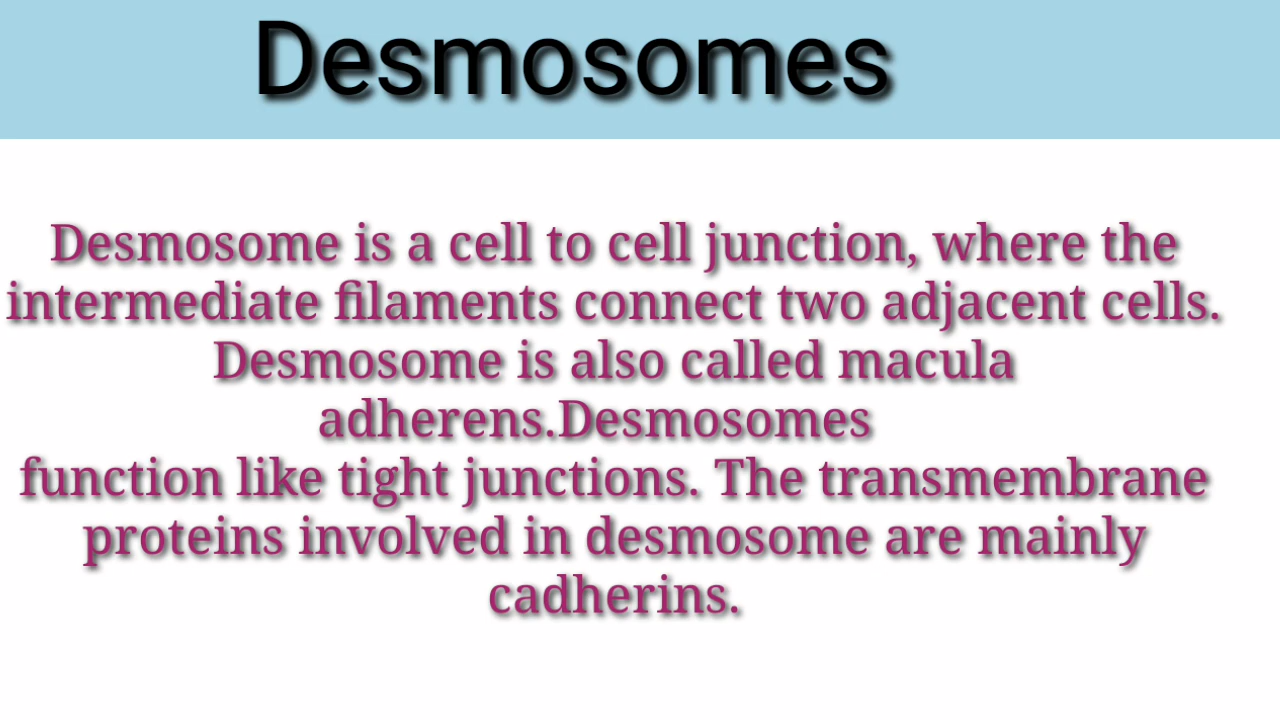 Desmosomes
Desmosome is a cell to cell junction, where the
intermediate filaments connect two adjacent cells.
Desmosome is also called macula
adherens.Desmosomes
function like tight junctions. The transmembrane
proteins involved in desmosome are mainly
cadherins.